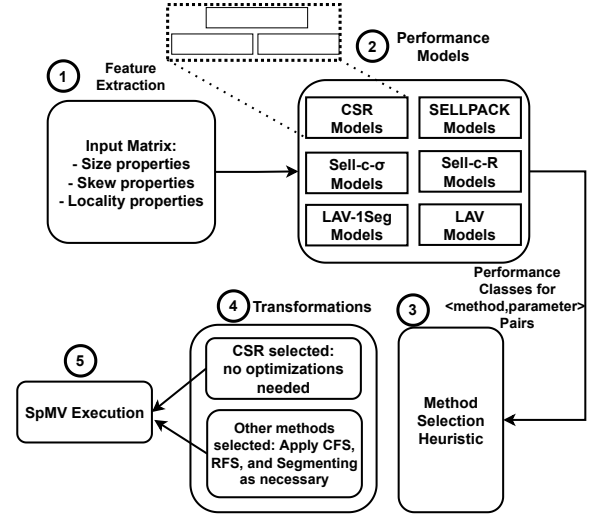 1
Feature
Extraction
Input Matrix:
- Size properties
- Skew properties
- Locality properties
2
Performance
Models
CSR
Models
SELLPACK
Models
Sell-c-σ
Models
Sell-c-R
Models
LAV-1Seg
Models
LAV
Models
Performance
Classes for
<method,parameter>
Pairs
3
Method
Selection
Heuristic
4
Transformations
CSR selected:
no optimizations
needed
Other methods
selected: Apply CFS,
RFS, and Segmenting
as necessary
5
SpMV Execution